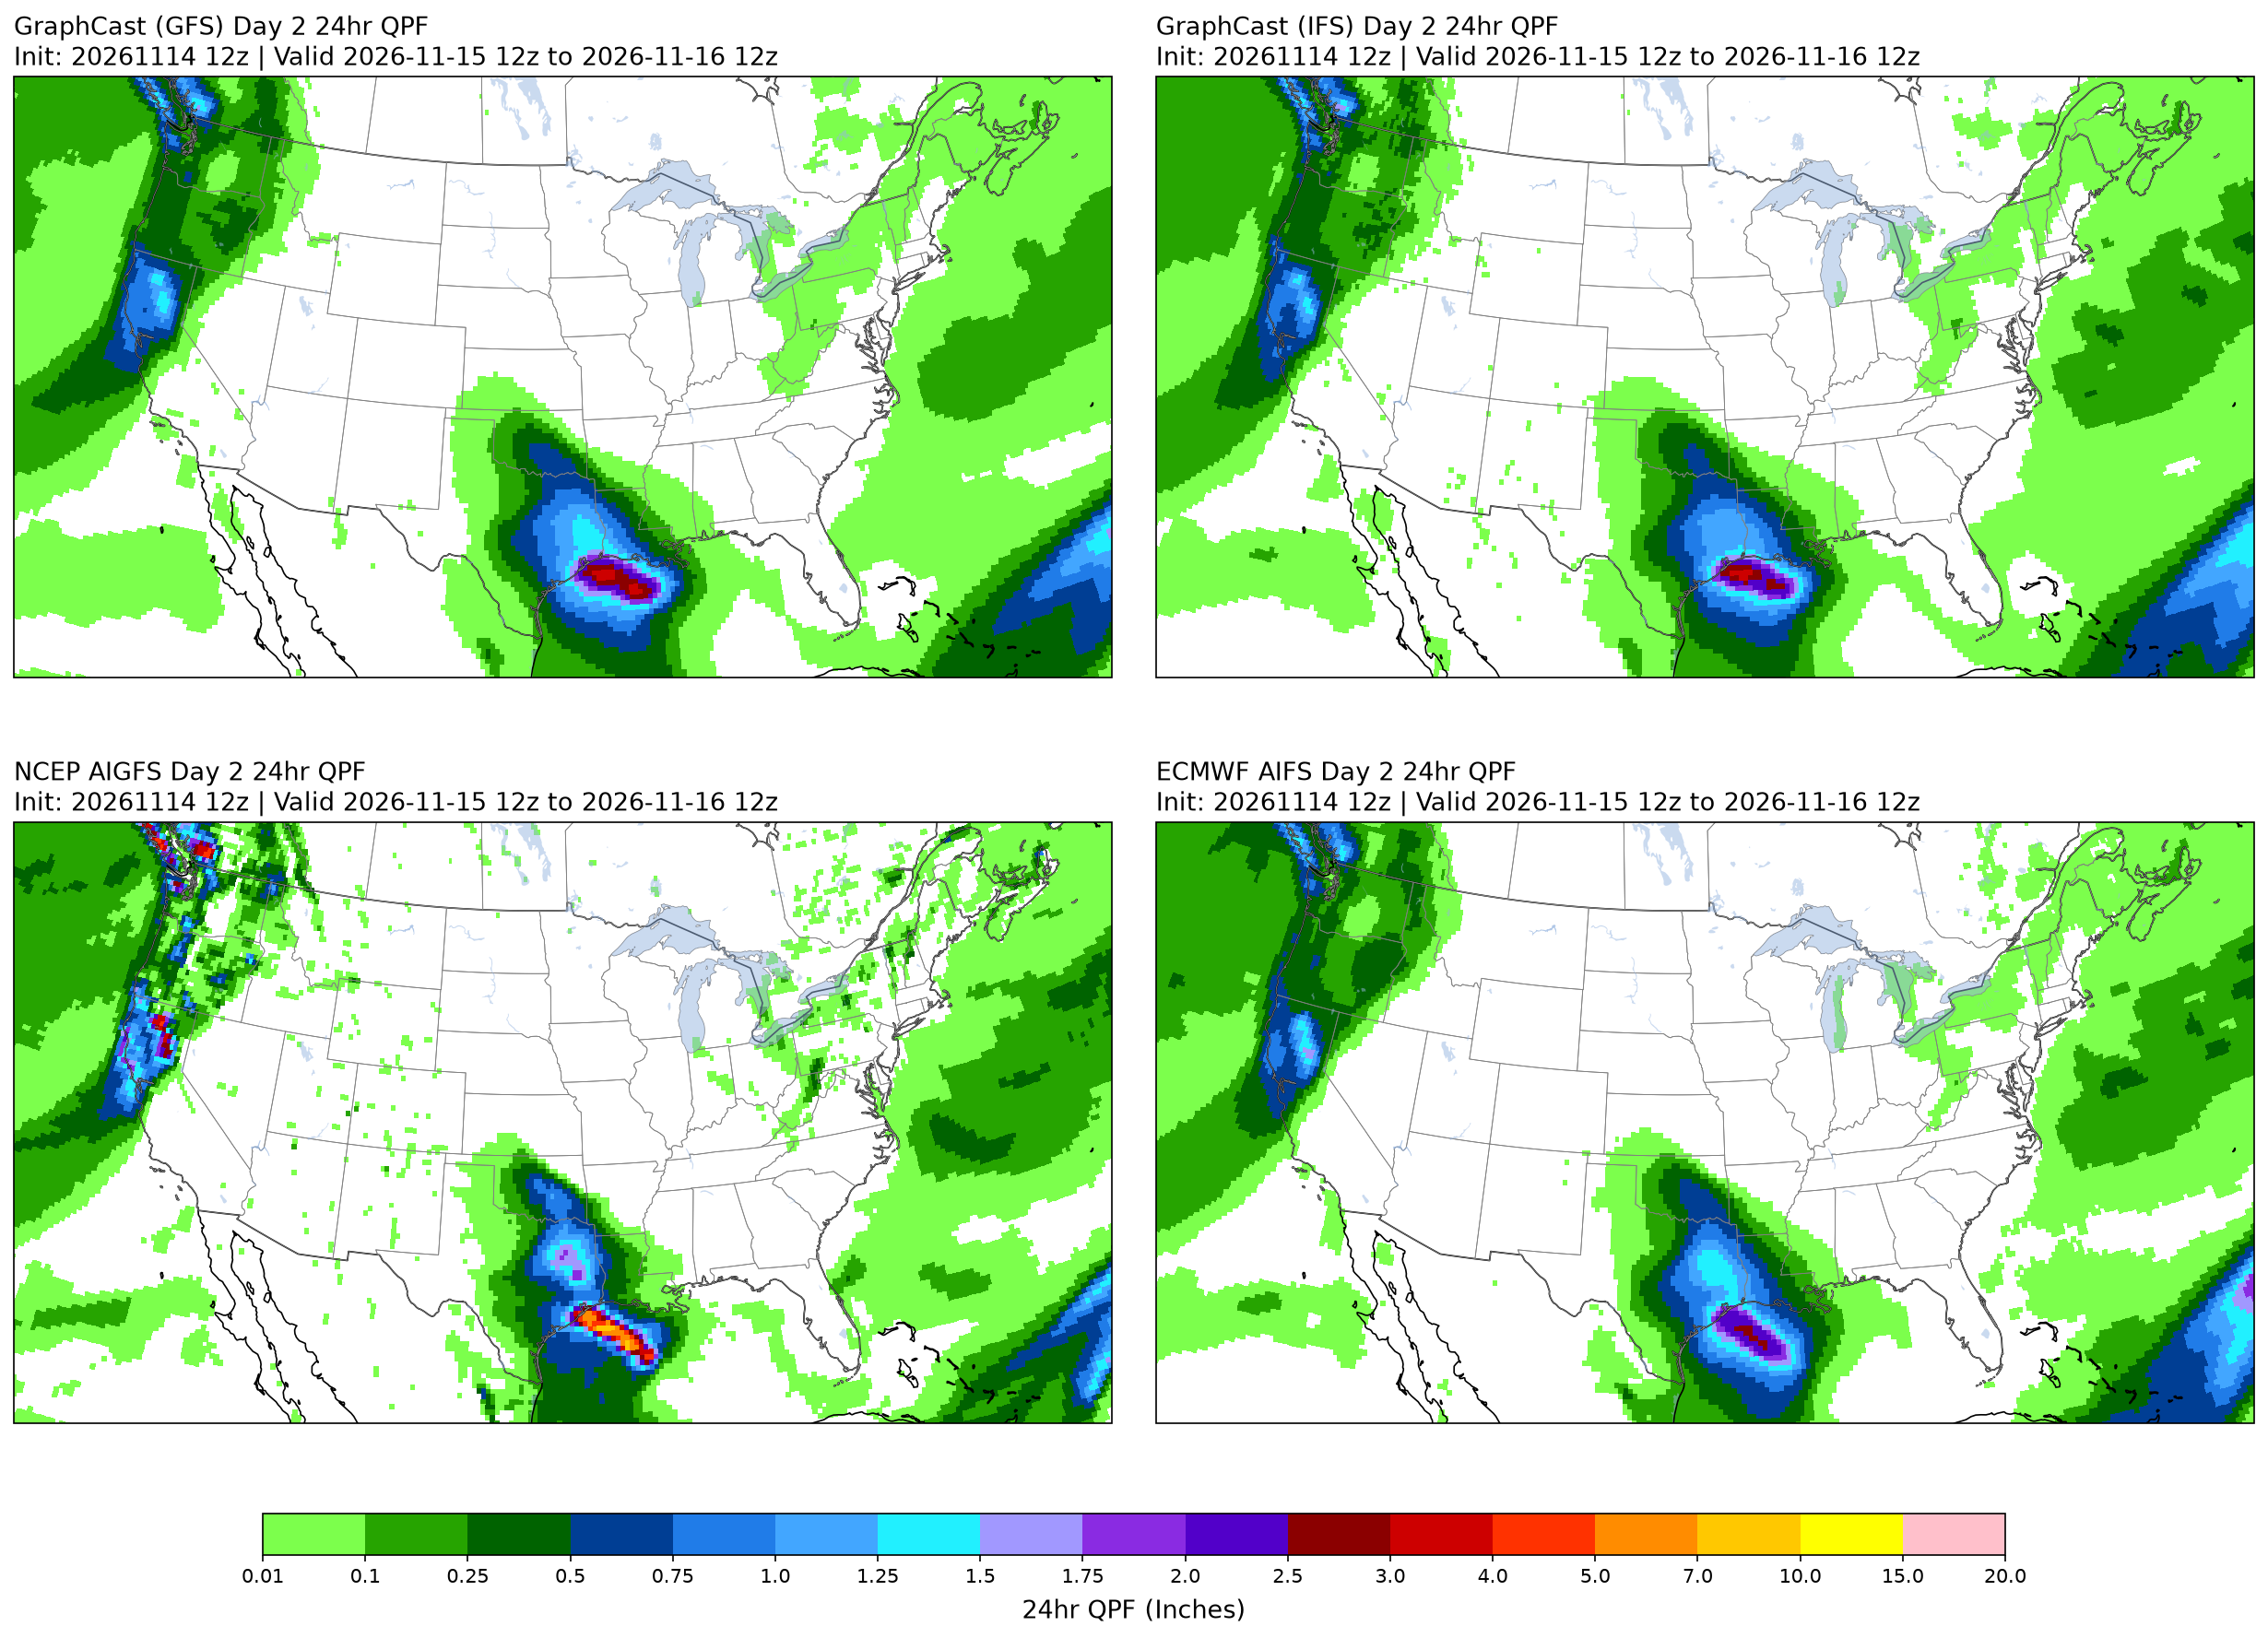 GraphCast (GFS) Day 2 24hr QPF
Init: 20261114 12z | Valid 2026-11-15 12z to 2026-11-16 12z
GraphCast (IFS) Day 2 24hr QPF
Init: 20261114 12z | Valid 2026-11-15 12z to 2026-11-16 12z
NCEP AIGFS Day 2 24hr QPF
Init: 20261114 12z | Valid 2026-11-15 12z to 2026-11-16 12z
ECMWF AIFS Day 2 24hr QPF
Init: 20261114 12z | Valid 2026-11-15 12z to 2026-11-16 12z
0.01 0.1 0.25 0.5 0.75 1.0 1.25 1.5 1.75 2.0 2.5 3.0 4.0 5.0 7.0 10.0 15.0 20.0
24hr QPF (Inches)